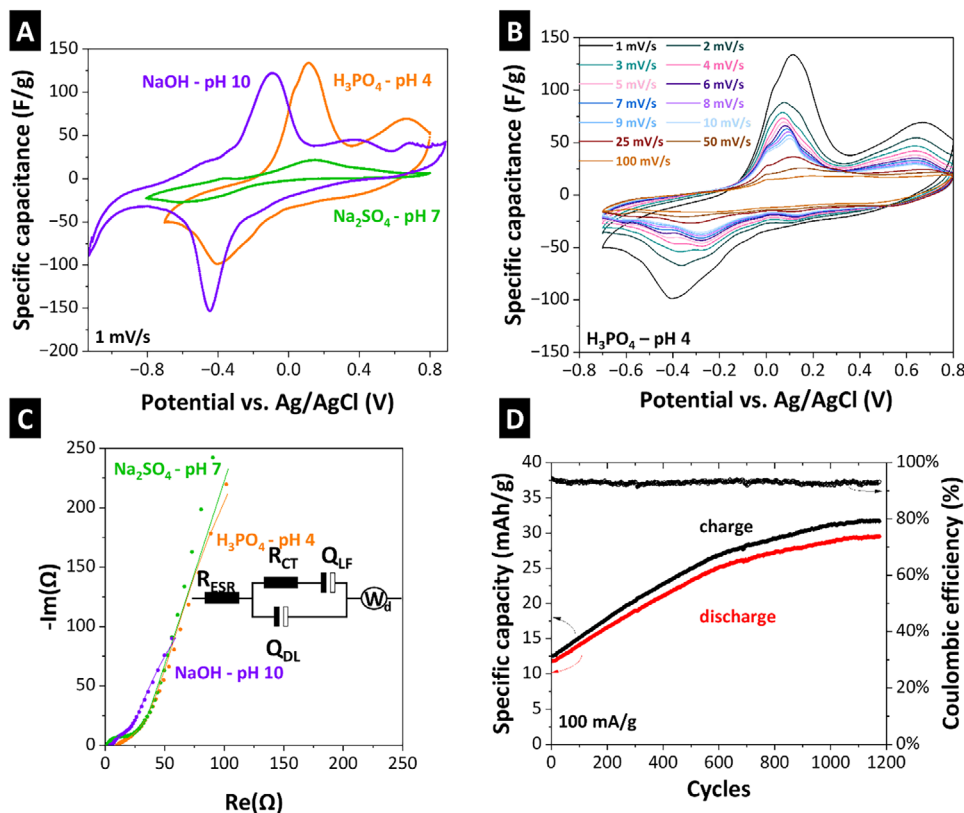 A
Specific capacitance (F/g)
150
100
50
0
−50
−100
−150
−200
NaOH - pH 10
H₃PO₄ - pH 4
Na₂SO₄ - pH 7
1 mV/s
−0.8
−0.4
0.0
0.4
0.8
Potential vs. Ag/AgCl (V)
B
Specific capacitance (F/g)
150
100
50
0
−50
−100
−150
1 mV/s
2 mV/s
3 mV/s
4 mV/s
5 mV/s
6 mV/s
7 mV/s
8 mV/s
9 mV/s
10 mV/s
25 mV/s
50 mV/s
100 mV/s
H₃PO₄ – pH 4
−0.8
−0.6
−0.4
−0.2
0.0
0.2
0.4
0.6
0.8
Potential vs. Ag/AgCl (V)
C
-Im(Ω)
250
200
150
100
50
0
Na₂SO₄ - pH 7
H₃PO₄ - pH 4
NaOH - pH 10
R_ESR
R_CT
Q_LF
Q_DL
W_d
0
50
100
150
200
250
Re(Ω)
D
Specific capacity (mAh/g)
40
35
30
25
20
15
10
5
0
charge
discharge
100 mA/g
0
200
400
600
800
1000
1200
Cycles
100%
80%
60%
40%
20%
0%
Coulombic efficiency (%)